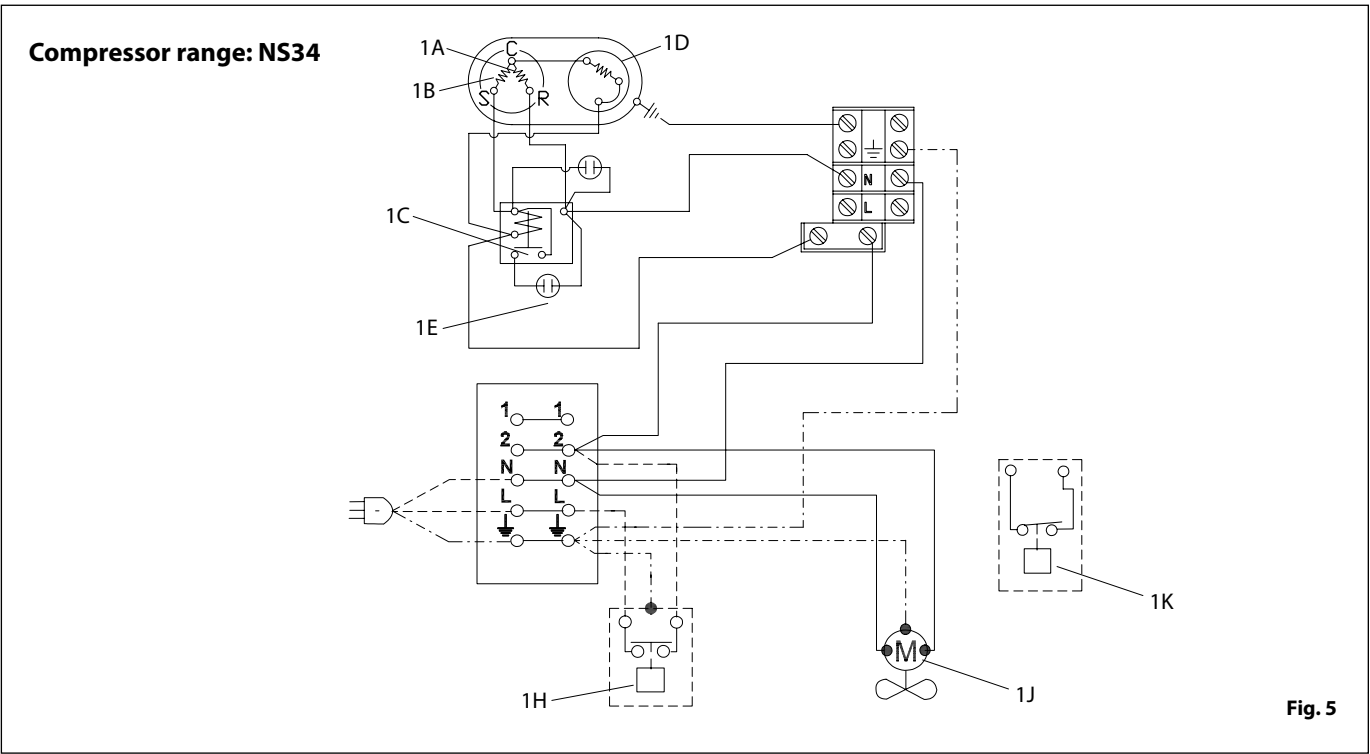 Compressor range: NS34
1A
C
1D
1B
S
R
N
L
1C
1E
1 1
2 2
N N
L L
1K
M
1H
1J
Fig. 5